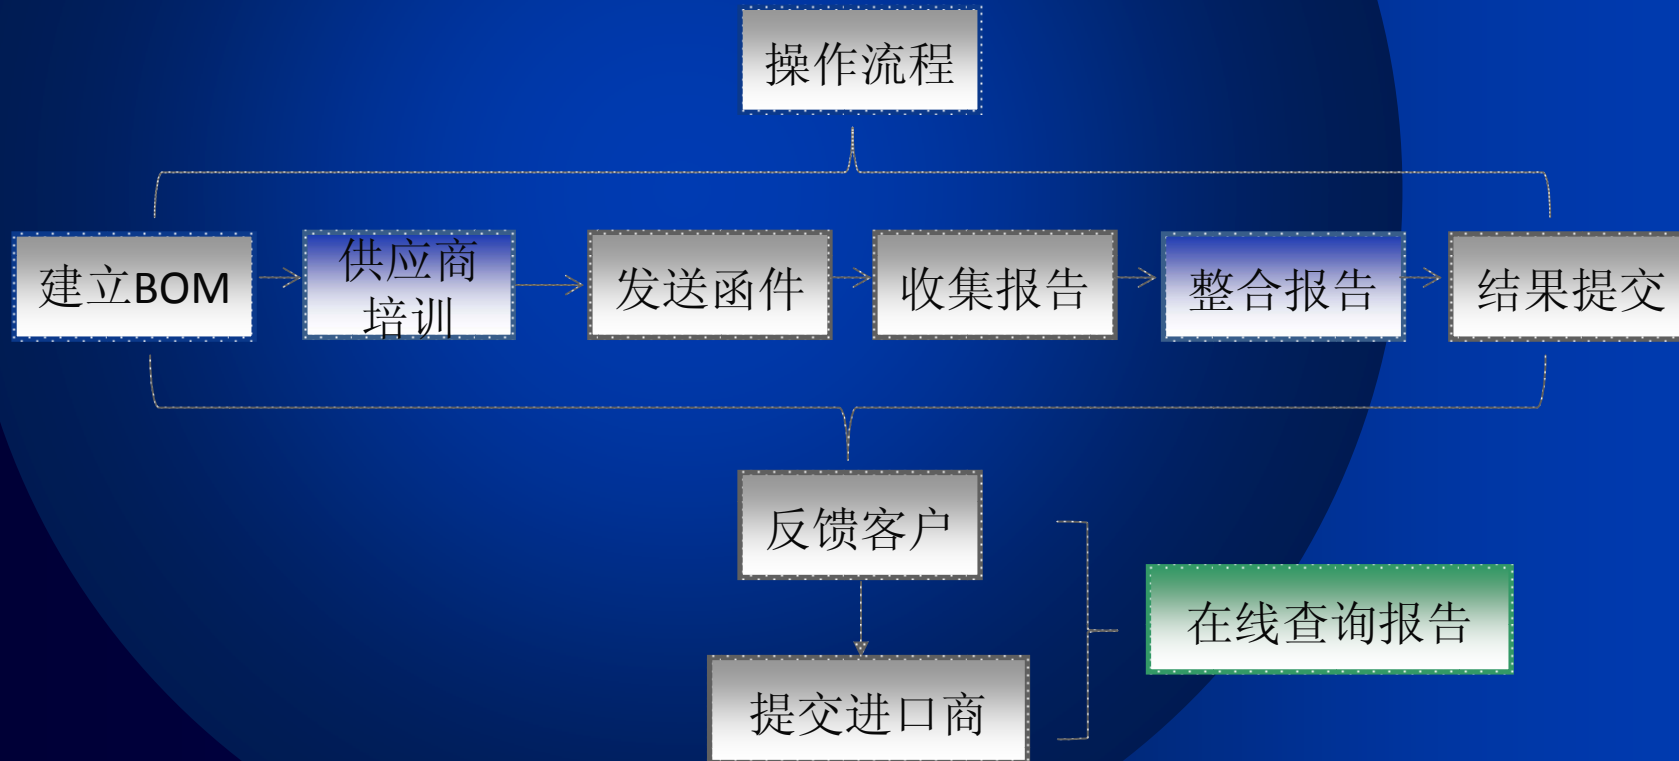 操作流程
建立BOM
供应商
培训
发送函件
收集报告
整合报告
结果提交
反馈客户
在线查询报告
提交进口商